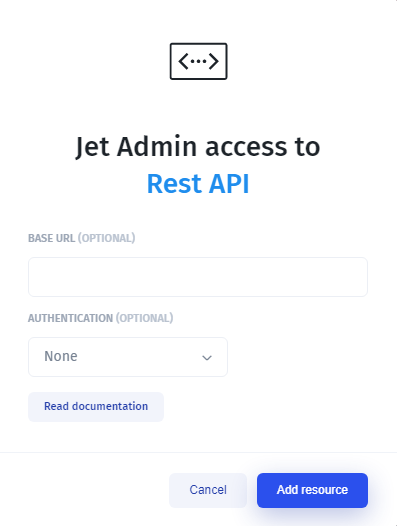 Jet Admin access to
Rest API
BASE URL (OPTIONAL)
AUTHENTICATION (OPTIONAL)
None
Read documentation
Cancel
Add resource